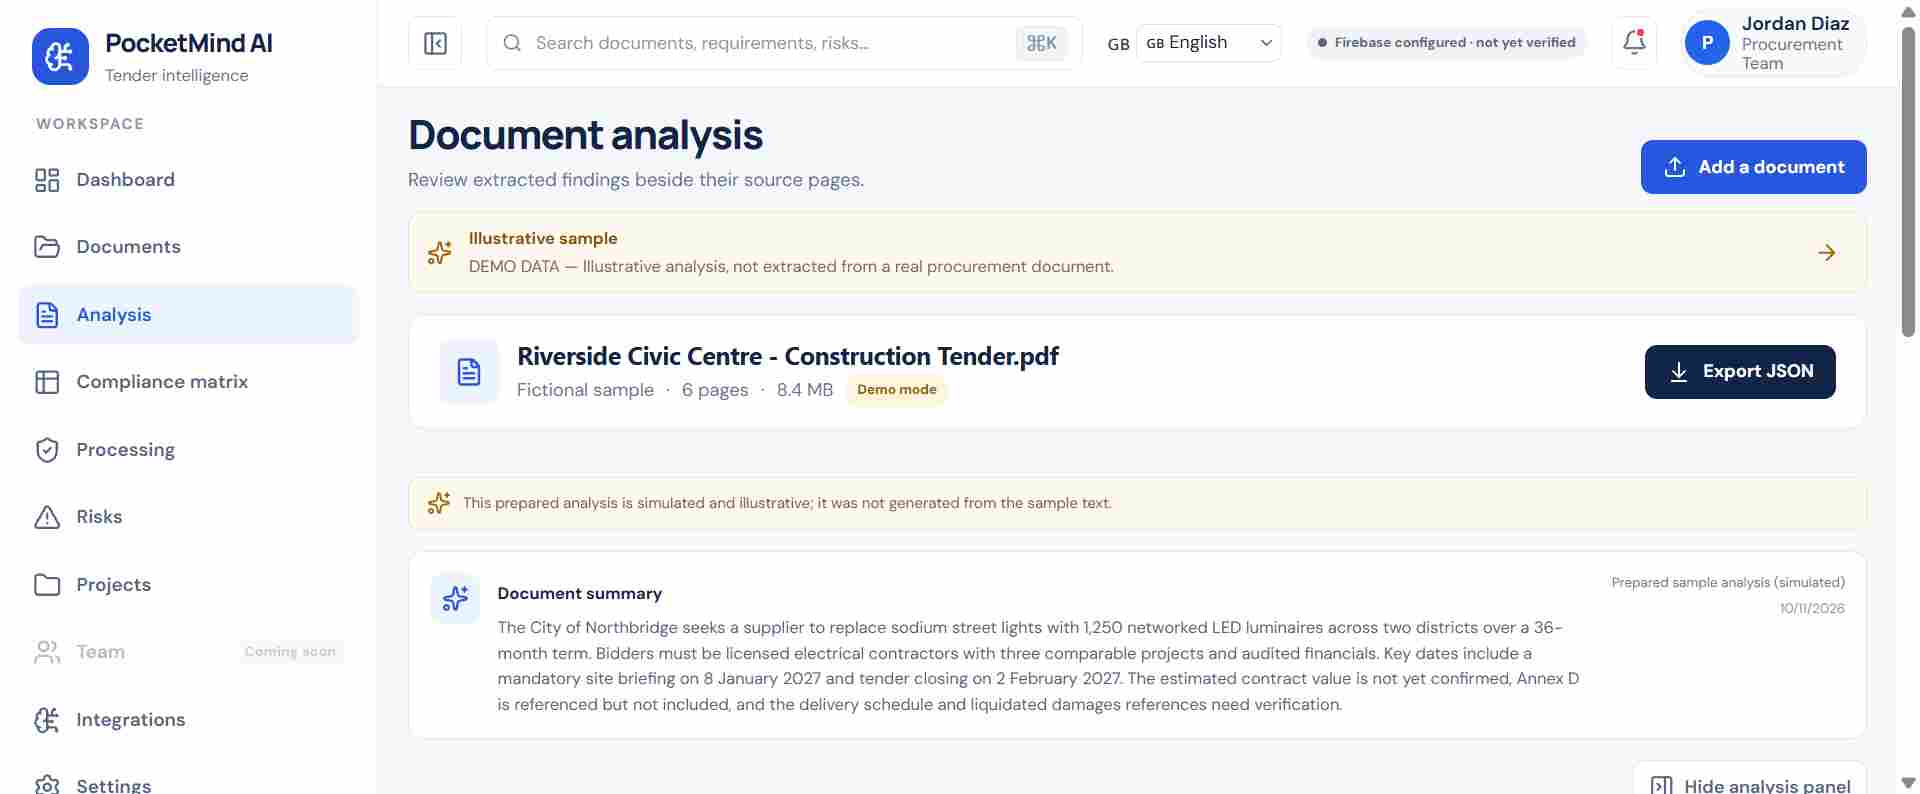 PocketMind AI
Tender intelligence
WORKSPACE
Dashboard
Documents
Analysis
Compliance matrix
Processing
Risks
Projects
Team Coming soon
Integrations
Settings
Search documents, requirements, risks... ⌘K
GB GB English
Firebase configured · not yet verified
P
Jordan Diaz
Procurement
Team
Document analysis
Review extracted findings beside their source pages.
Add a document
Illustrative sample
DEMO DATA — Illustrative analysis, not extracted from a real procurement document.
Riverside Civic Centre - Construction Tender.pdf
Fictional sample · 6 pages · 8.4 MB Demo mode
Export JSON
This prepared analysis is simulated and illustrative; it was not generated from the sample text.
Document summary
Prepared sample analysis (simulated)
10/11/2026
The City of Northbridge seeks a supplier to replace sodium street lights with 1,250 networked LED luminaires across two districts over a 36-
month term. Bidders must be licensed electrical contractors with three comparable projects and audited financials. Key dates include a
mandatory site briefing on 8 January 2027 and tender closing on 2 February 2027. The estimated contract value is not yet confirmed, Annex D
is referenced but not included, and the delivery schedule and liquidated damages references need verification.
Hide analysis panel